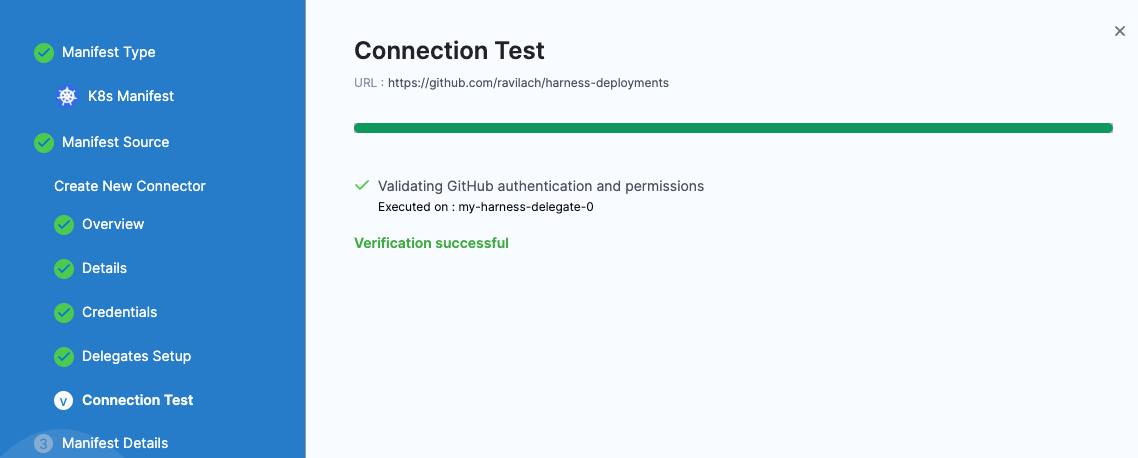 Manifest Type
K8s Manifest
Manifest Source
Create New Connector
Overview
Details
Credentials
Delegates Setup
v
Connection Test
3
Manifest Details
Connection Test
URL : https://github.com/ravilach/harness-deployments
Validating GitHub authentication and permissions
Executed on : my-harness-delegate-0
Verification successful